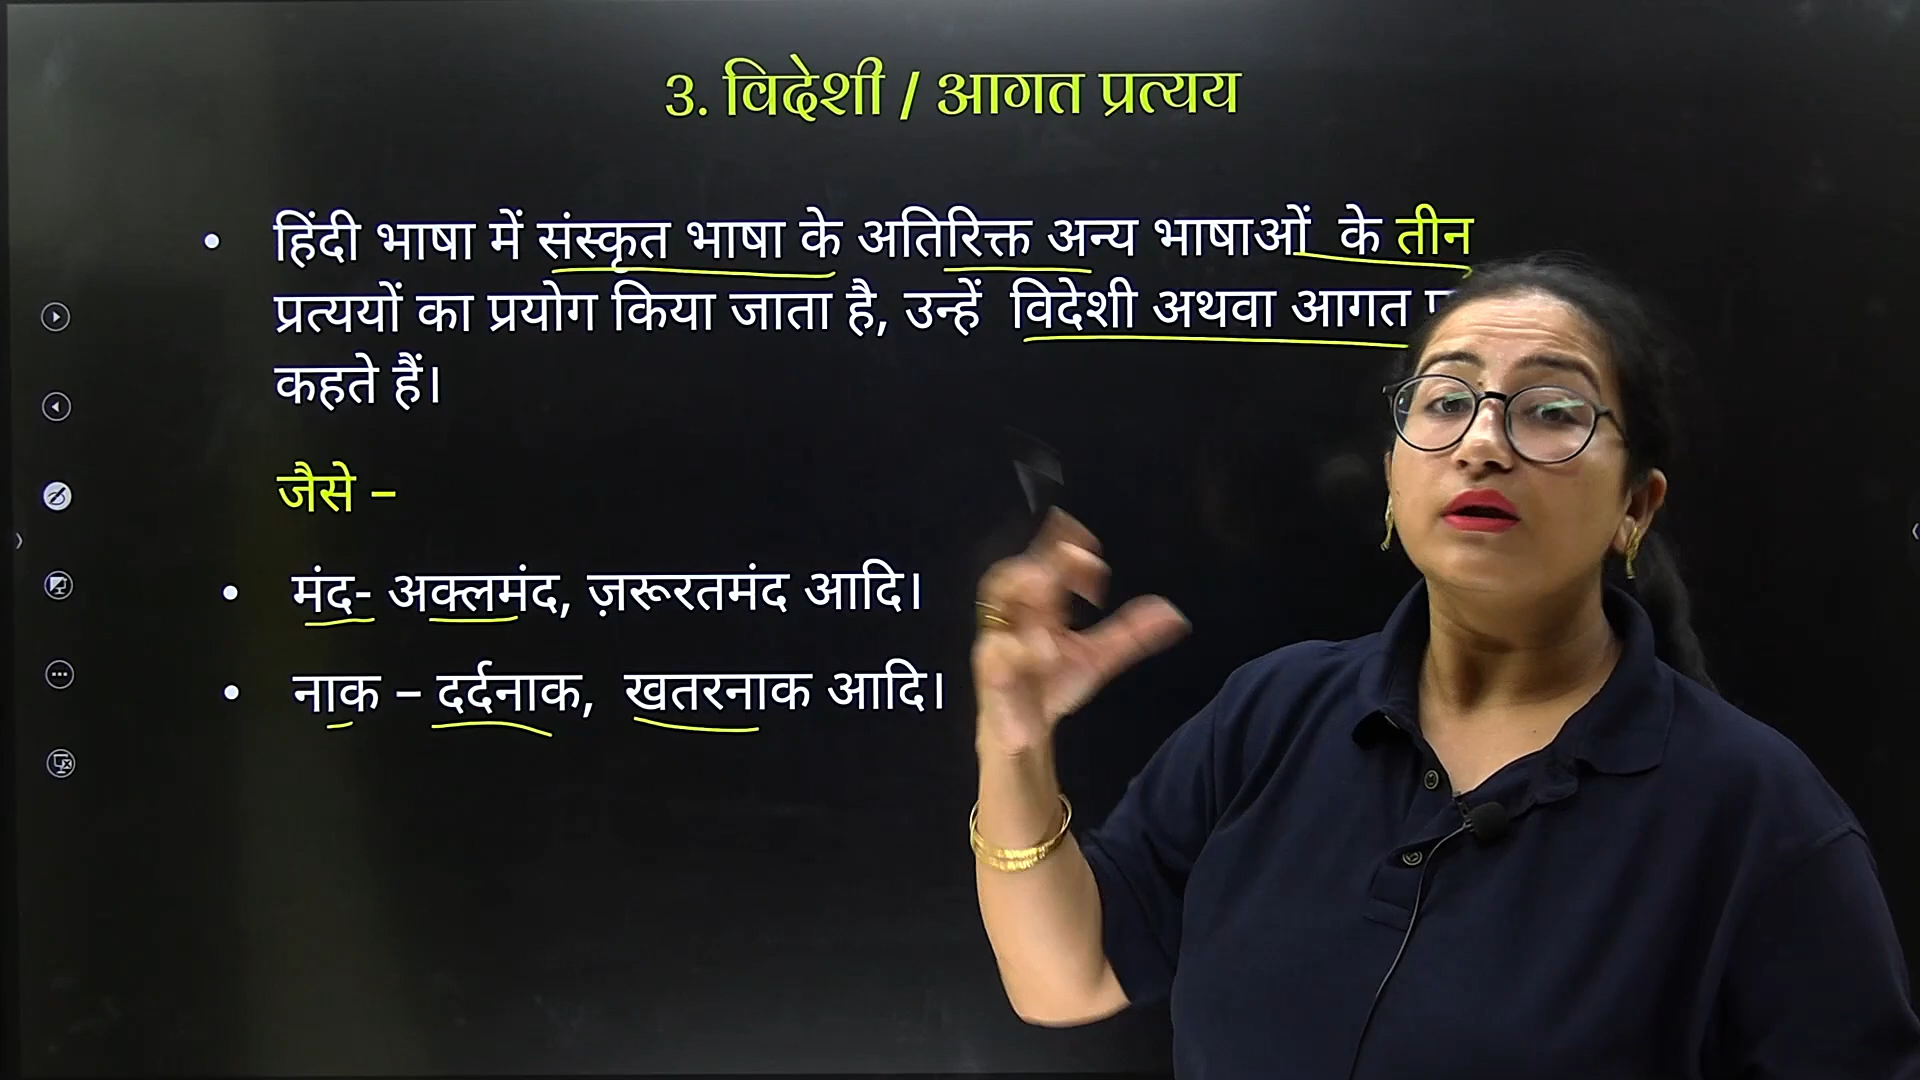 3. विदेशी / आगत प्रत्यय
• हिंदी भाषा में संस्कृत भाषा के अतिरिक्त अन्य भाषाओं के तीन
प्रत्ययों का प्रयोग किया जाता है, उन्हें विदेशी अथवा आगत
कहते हैं।
जैसे –
• मंद- अक्लमंद, ज़रूरतमंद आदि।
• नाक – दर्दनाक, खतरनाक आदि।